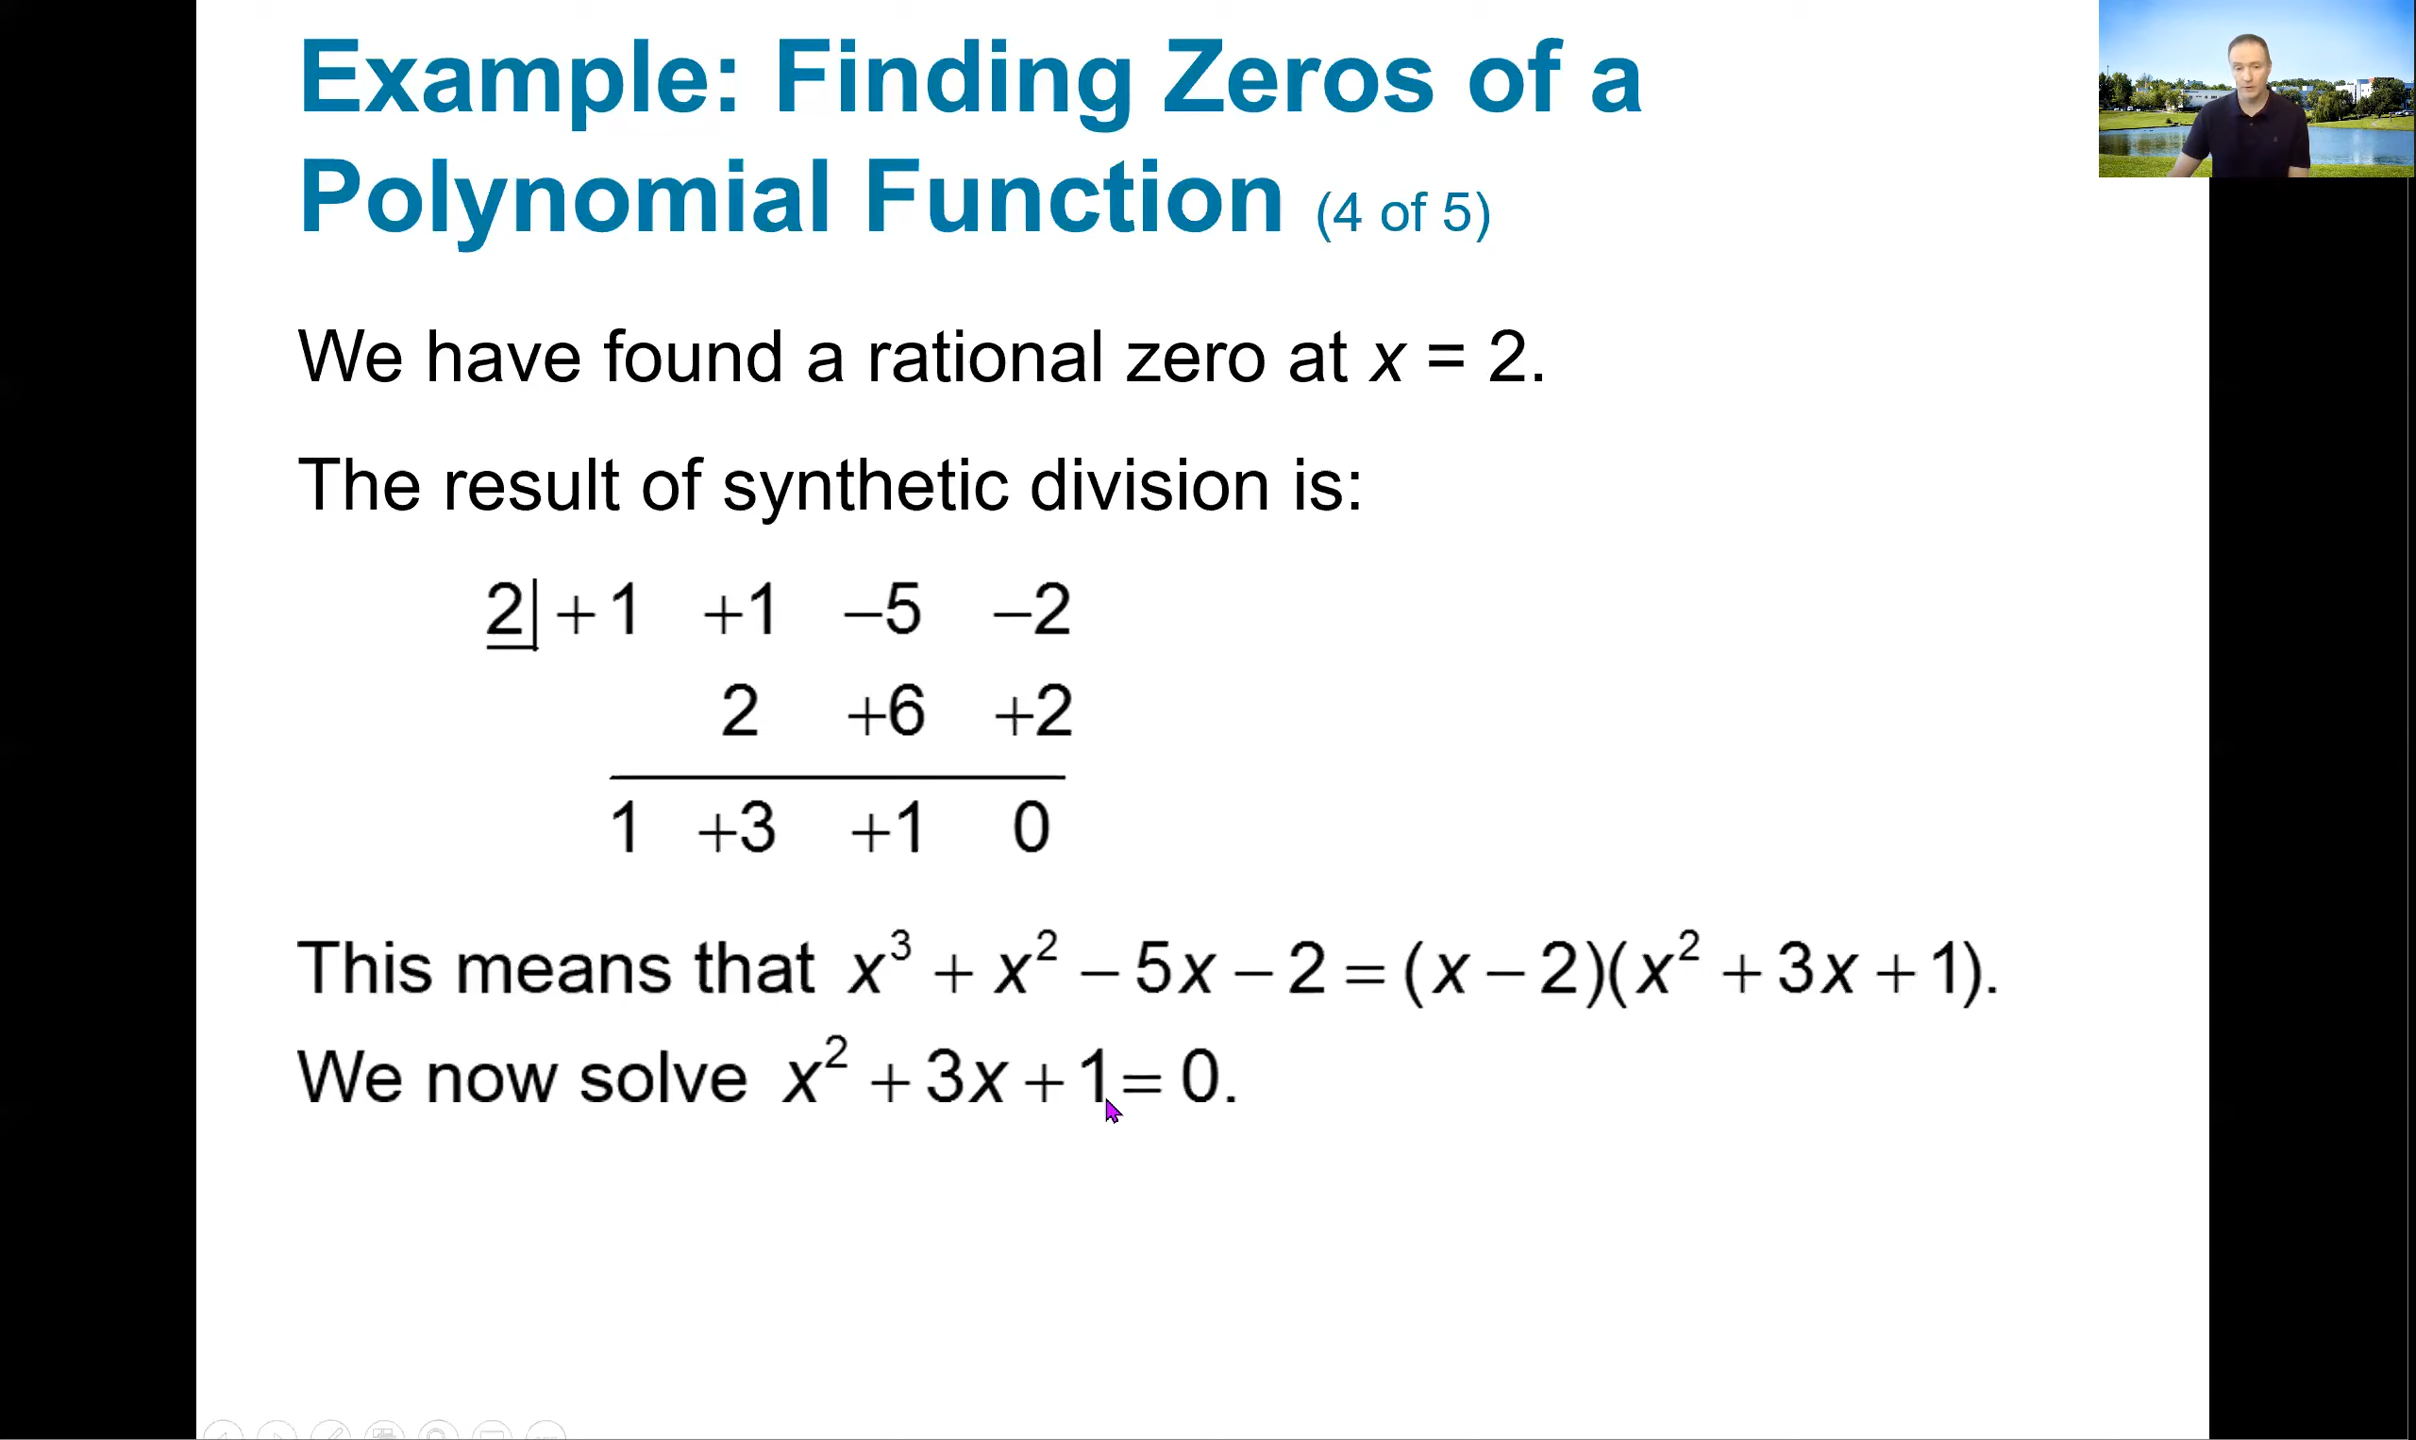 Example: Finding Zeros of a
Polynomial Function (4 of 5)
We have found a rational zero at x = 2.
The result of synthetic division is:
2| +1 +1 –5 –2
2 +6 +2
1 +3 +1 0
This means that x³ + x² – 5x – 2 = (x – 2)(x² + 3x + 1).
We now solve x² + 3x + 1 = 0.